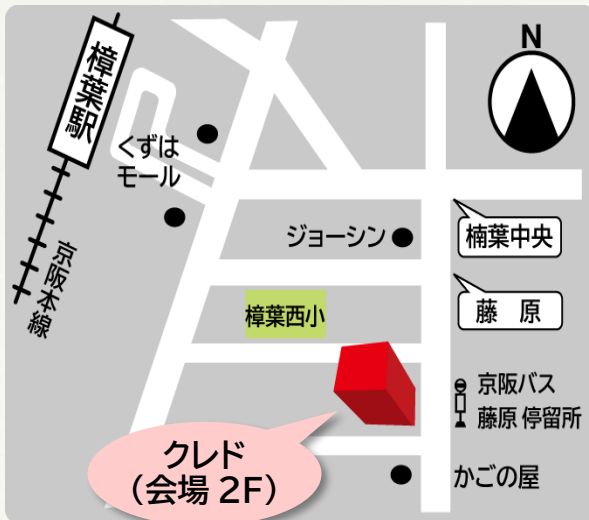 樟葉駅
N
くずは
モール
京阪本線
ジョーシン
楠葉中央
藤 原
樟葉西小
京阪バス
藤原 停留所
クレド
（会場 2F）
かごの屋